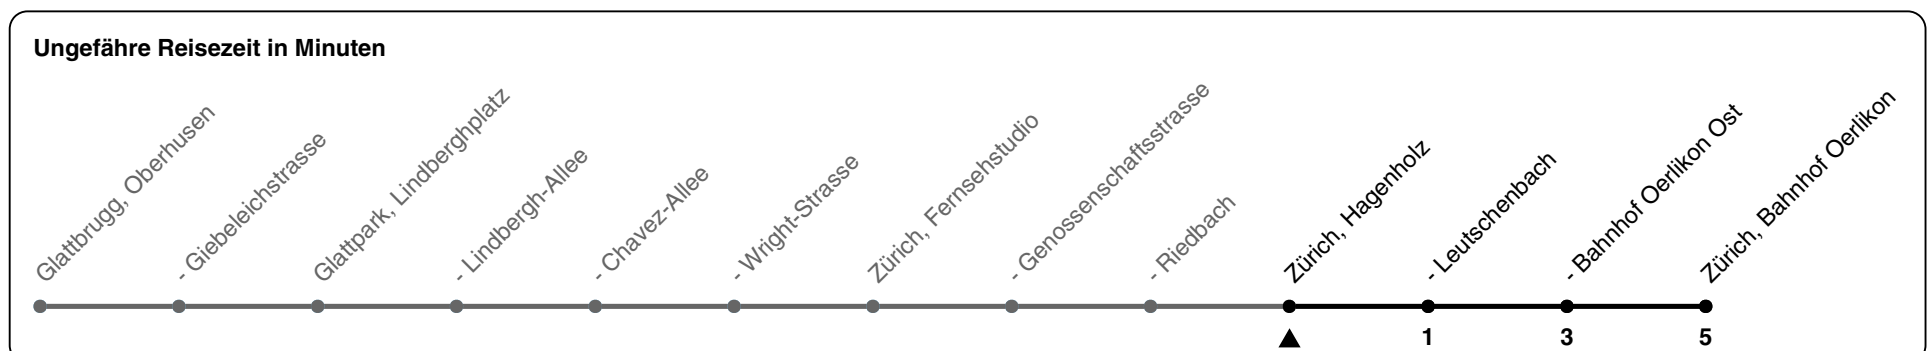 Ungefähre Reisezeit in Minuten
Glattbrugg, Oberhusen
- Giebeleichstrasse
Glattpark, Lindberghplatz
- Lindbergh-Allee
- Chavez-Allee
- Wright-Strasse
Zürich, Fernsehstudio
- Genossenschaftsstrasse
- Riedbach
Zürich, Hagenholz
- Leutschenbach
- Bahnhof Oerlikon Ost
Zürich, Bahnhof Oerlikon
1 3 5